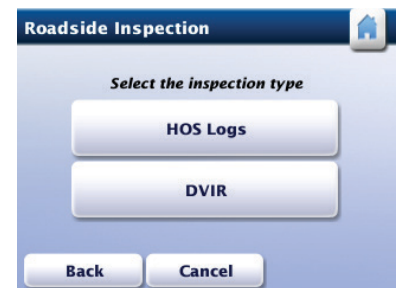 Roadside Inspection
Select the inspection type
HOS Logs
DVIR
Back Cancel